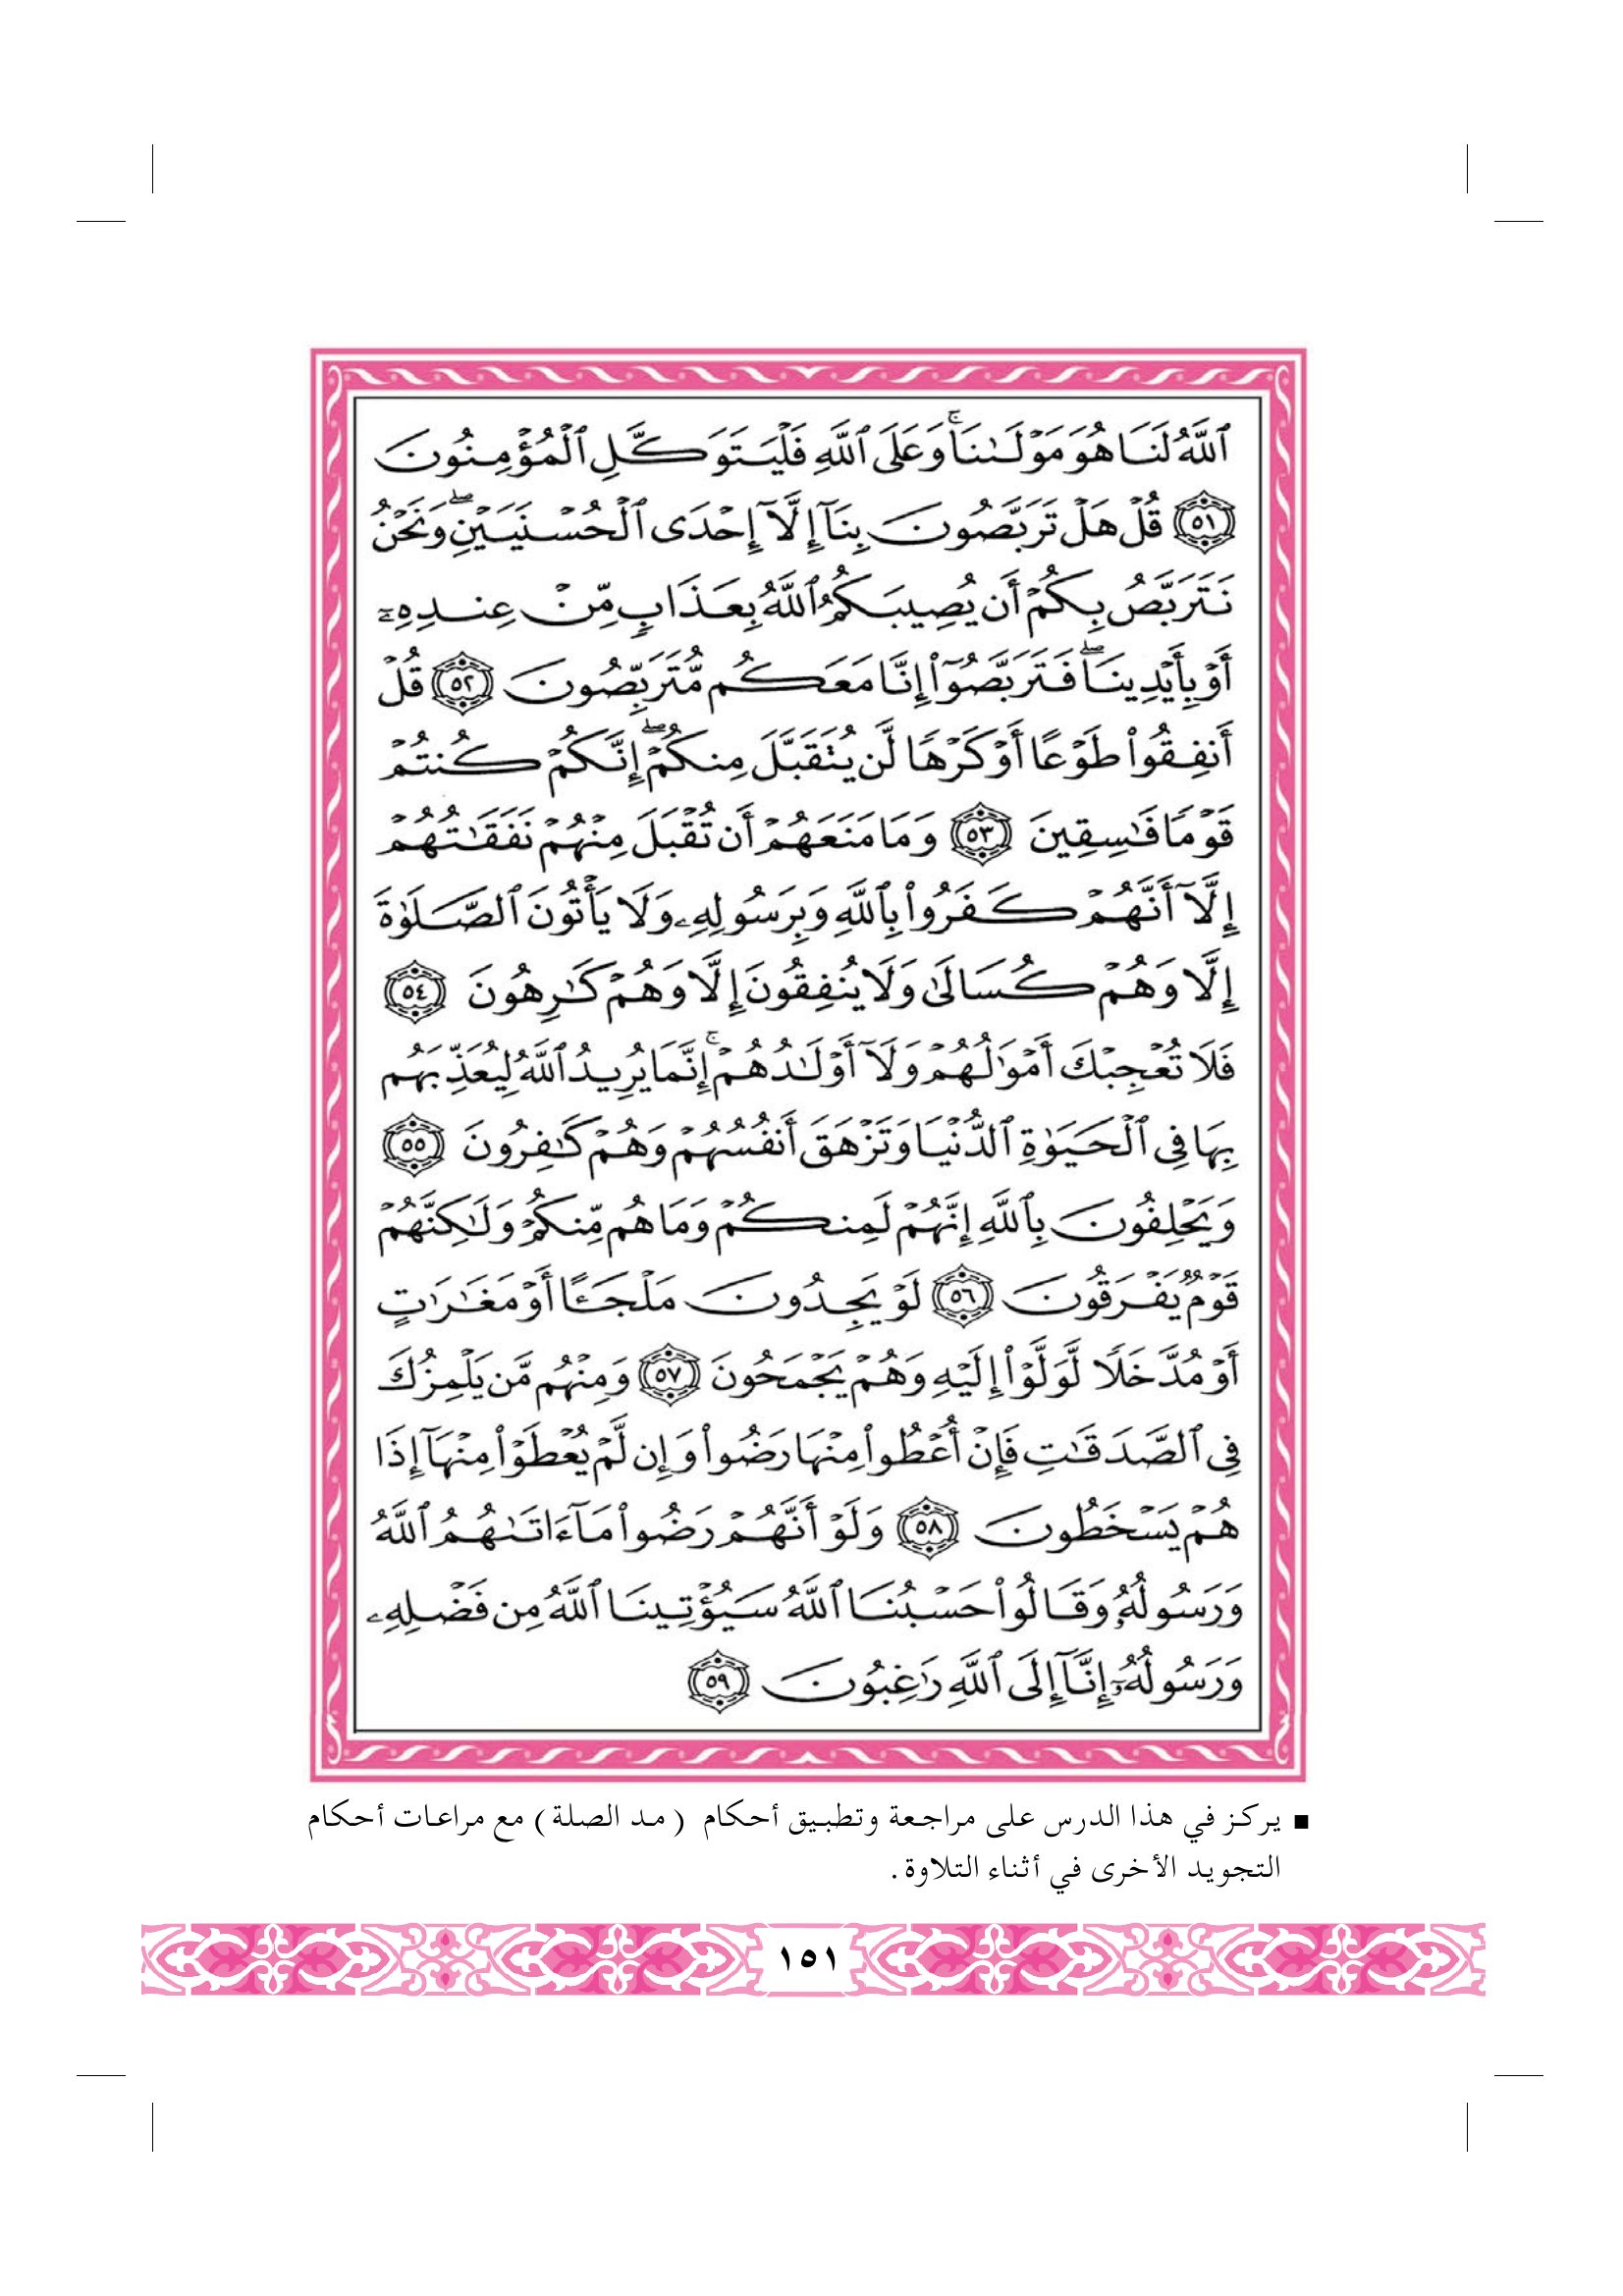 ٱللَّهُ لَنَا هُوَ مَوۡلَىٰنَاۚ وَعَلَى ٱللَّهِ فَلۡيَتَوَكَّلِ ٱلۡمُؤۡمِنُونَ
٥١ قُلۡ هَلۡ تَرَبَّصُونَ بِنَآ إِلَّآ إِحۡدَى ٱلۡحُسۡنَيَيۡنِۖ وَنَحۡنُ
نَتَرَبَّصُ بِكُمۡ أَن يُصِيبَكُمُ ٱللَّهُ بِعَذَابٖ مِّنۡ عِندِهِۦٓ
أَوۡ بِأَيۡدِينَاۖ فَتَرَبَّصُوٓاْ إِنَّا مَعَكُم مُّتَرَبِّصُونَ ٥٢ قُلۡ
أَنفِقُواْ طَوۡعًا أَوۡ كَرۡهٗا لَّن يُتَقَبَّلَ مِنكُمۡۖ إِنَّكُمۡ كُنتُمۡ
قَوۡمٗا فَٰسِقِينَ ٥٣ وَمَا مَنَعَهُمۡ أَن تُقۡبَلَ مِنۡهُمۡ نَفَقَٰتُهُمۡ
إِلَّآ أَنَّهُمۡ كَفَرُواْ بِٱللَّهِ وَبِرَسُولِهِۦ وَلَا يَأۡتُونَ ٱلصَّلَوٰةَ
إِلَّا وَهُمۡ كُسَالَىٰ وَلَا يُنفِقُونَ إِلَّا وَهُمۡ كَٰرِهُونَ ٥٤
فَلَا تُعۡجِبۡكَ أَمۡوَٰلُهُمۡ وَلَآ أَوۡلَٰدُهُمۡۚ إِنَّمَا يُرِيدُ ٱللَّهُ لِيُعَذِّبَهُم
بِهَا فِي ٱلۡحَيَوٰةِ ٱلدُّنۡيَا وَتَزۡهَقَ أَنفُسُهُمۡ وَهُمۡ كَٰفِرُونَ ٥٥
وَيَحۡلِفُونَ بِٱللَّهِ إِنَّهُمۡ لَمِنكُمۡ وَمَا هُم مِّنكُمۡ وَلَٰكِنَّهُمۡ
قَوۡمٞ يَفۡرَقُونَ ٥٦ لَوۡ يَجِدُونَ مَلۡجَـًٔا أَوۡ مَغَٰرَٰتٍ
أَوۡ مُدَّخَلٗا لَّوَلَّوۡاْ إِلَيۡهِ وَهُمۡ يَجۡمَحُونَ ٥٧ وَمِنۡهُم مَّن يَلۡمِزُكَ
فِي ٱلصَّدَقَٰتِ فَإِنۡ أُعۡطُواْ مِنۡهَا رَضُواْ وَإِن لَّمۡ يُعۡطَوۡاْ مِنۡهَآ إِذَا
هُمۡ يَسۡخَطُونَ ٥٨ وَلَوۡ أَنَّهُمۡ رَضُواْ مَآ ءَاتَىٰهُمُ ٱللَّهُ
وَرَسُولُهُۥ وَقَالُواْ حَسۡبُنَا ٱللَّهُ سَيُؤۡتِينَا ٱللَّهُ مِن فَضۡلِهِۦ
وَرَسُولُهُۥٓ إِنَّآ إِلَى ٱللَّهِ رَٰغِبُونَ ٥٩
■ يركز في هذا الدرس على مراجعة وتطبيق أحكام (مد الصلة) مع مراعات أحكام
التجويد الأخرى في أثناء التلاوة.
١٥١